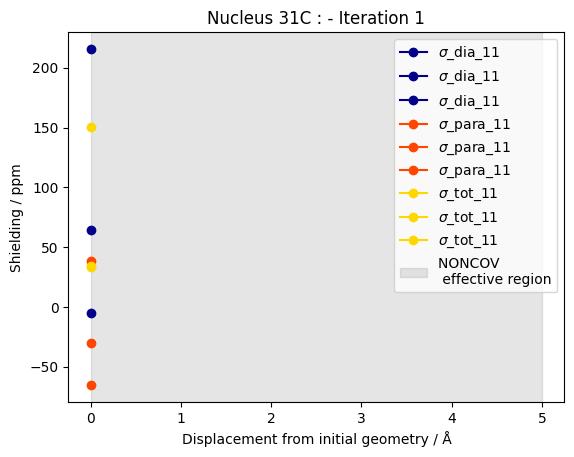 Nucleus 31C : - Iteration 1
Shielding / ppm
200
150
100
50
0
−50
σ_dia_11
σ_dia_11
σ_dia_11
σ_para_11
σ_para_11
σ_para_11
σ_tot_11
σ_tot_11
σ_tot_11
NONCOV
effective region
0 1 2 3 4 5
Displacement from initial geometry / Å